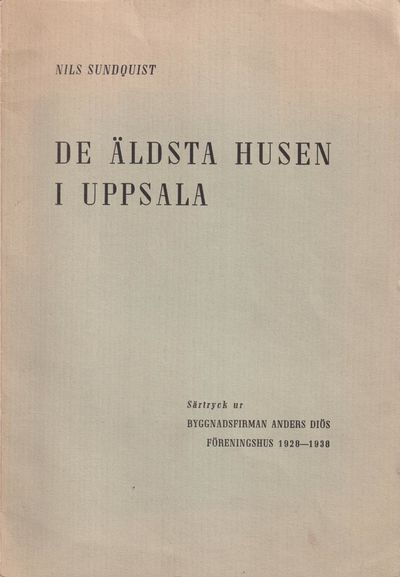 NILS SUNDQUIST
DE ÄLDSTA HUSEN
I UPPSALA
Särtryck ur
BYGGNADSFIRMAN ANDERS DIÖS
FÖRENINGSHUS 1928—1938